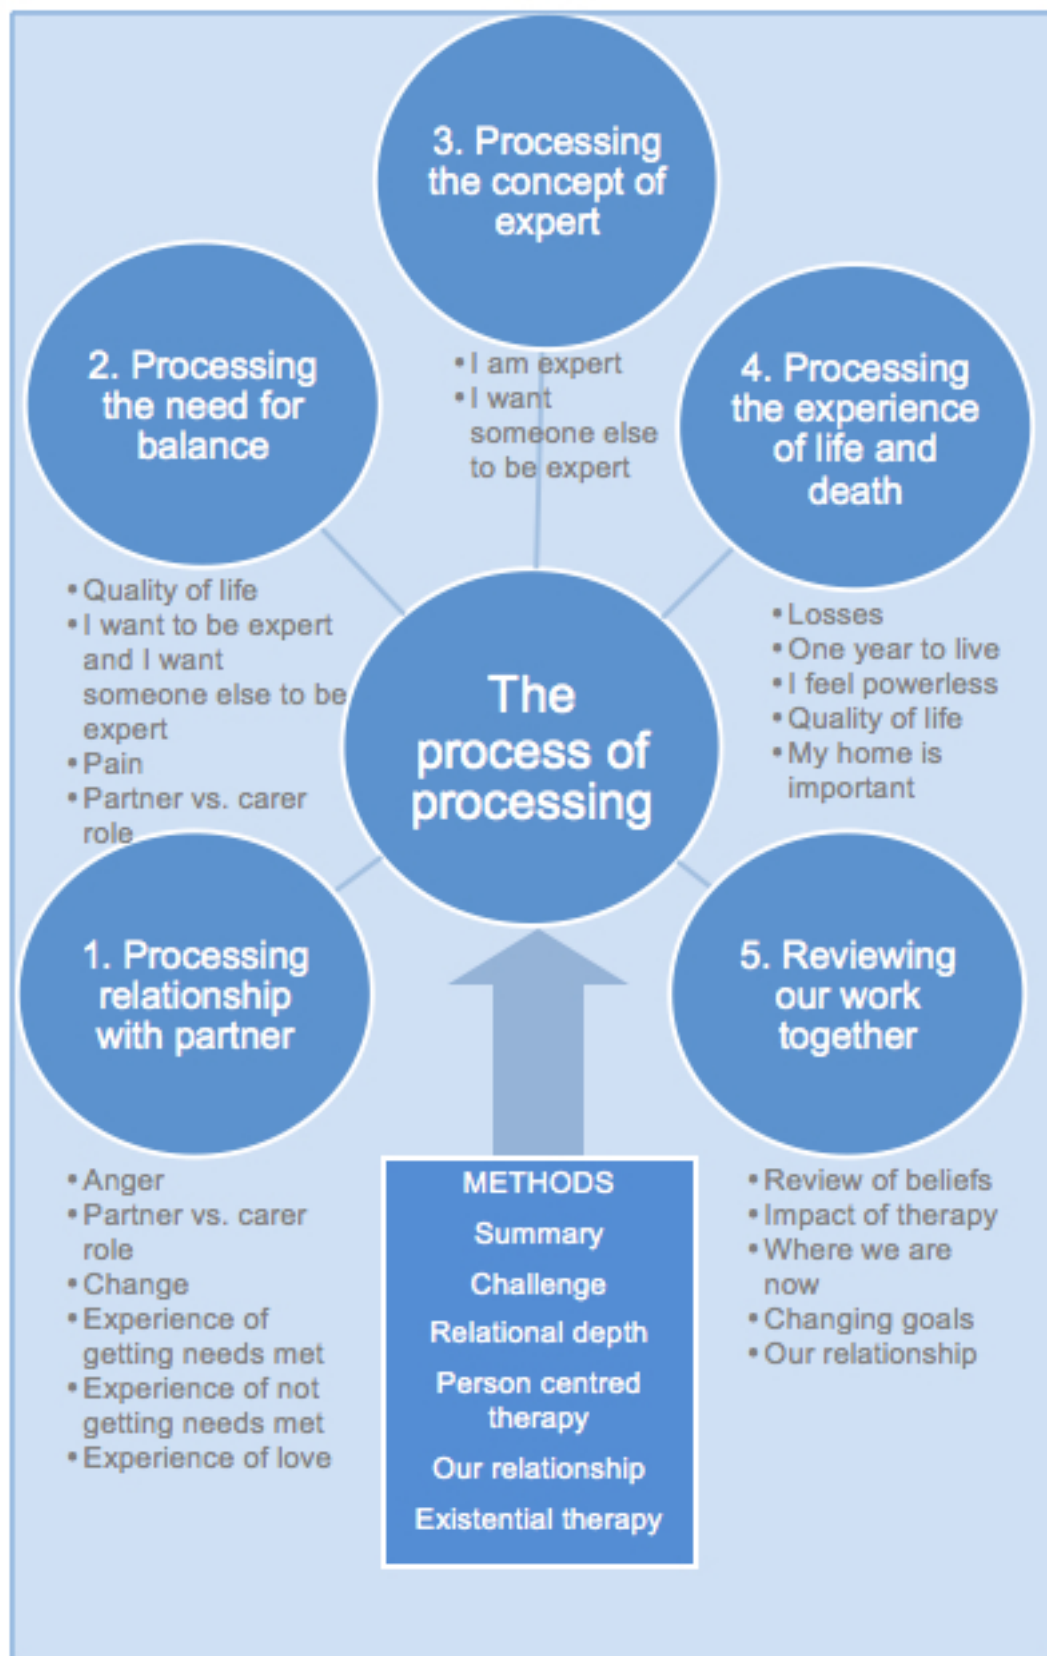 3. Processing
the concept of
expert
• I am expert
• I want
someone else
to be expert
2. Processing
the need for
balance
• Quality of life
• I want to be expert
and I want
someone else to be
expert
• Pain
• Partner vs. carer
role
4. Processing
the experience
of life and
death
• Losses
• One year to live
• I feel powerless
• Quality of life
• My home is
important
The
process of
processing
1. Processing
relationship
with partner
• Anger
• Partner vs. carer
role
• Change
• Experience of
getting needs met
• Experience of not
getting needs met
• Experience of love
5. Reviewing
our work
together
• Review of beliefs
• Impact of therapy
• Where we are
now
• Changing goals
• Our relationship
METHODS
Summary
Challenge
Relational depth
Person centred
therapy
Our relationship
Existential therapy